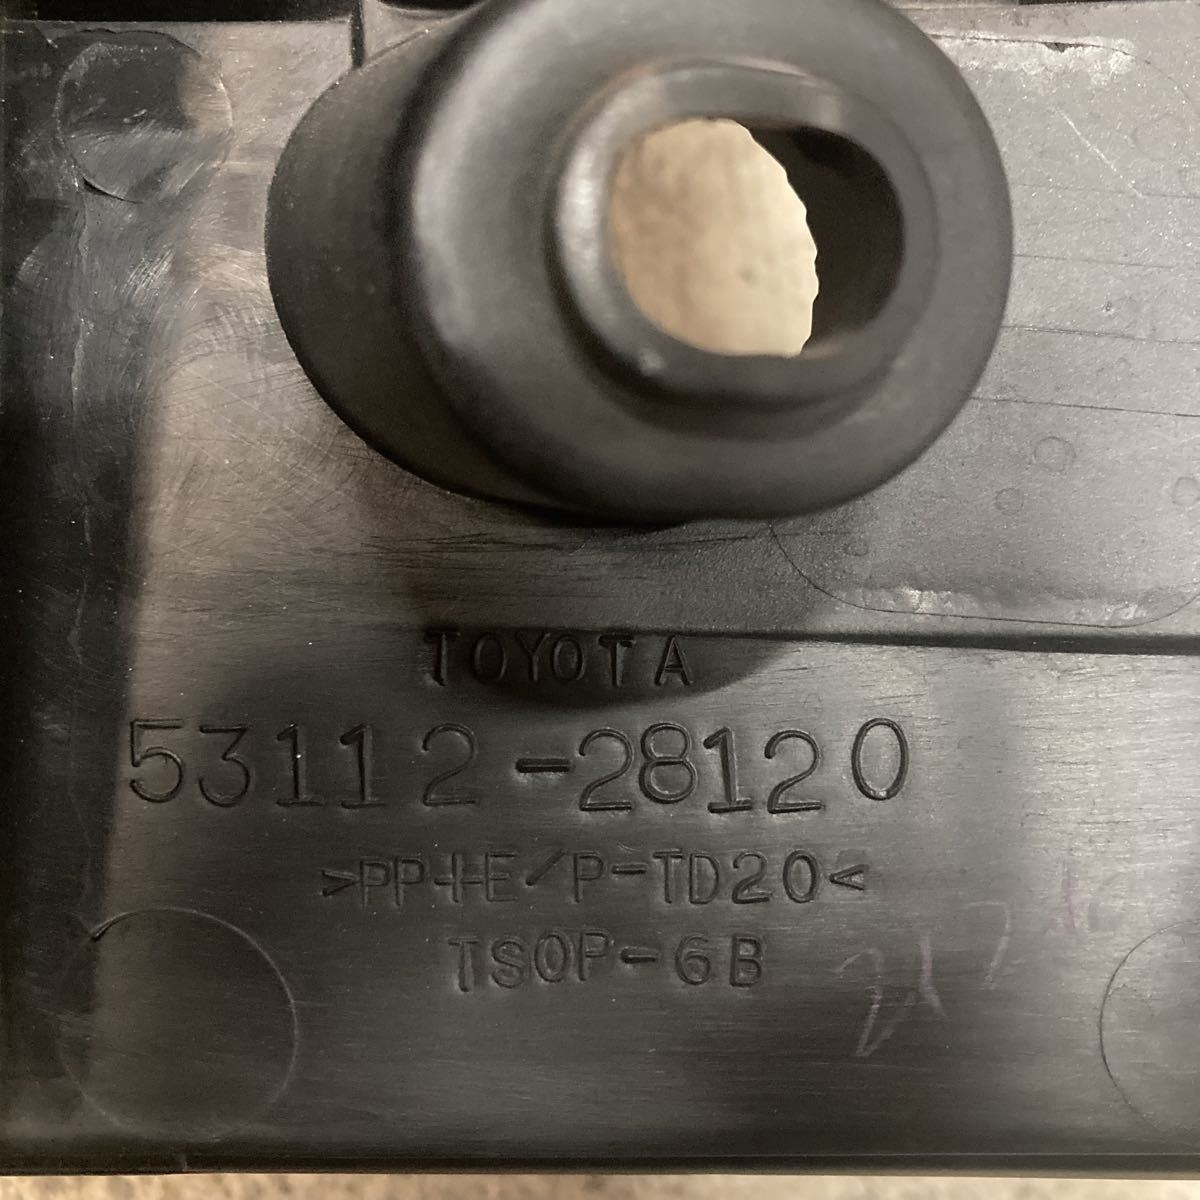 TOYOTA
53112-28120
>PP+E/P-TD20<
TSOP-6B